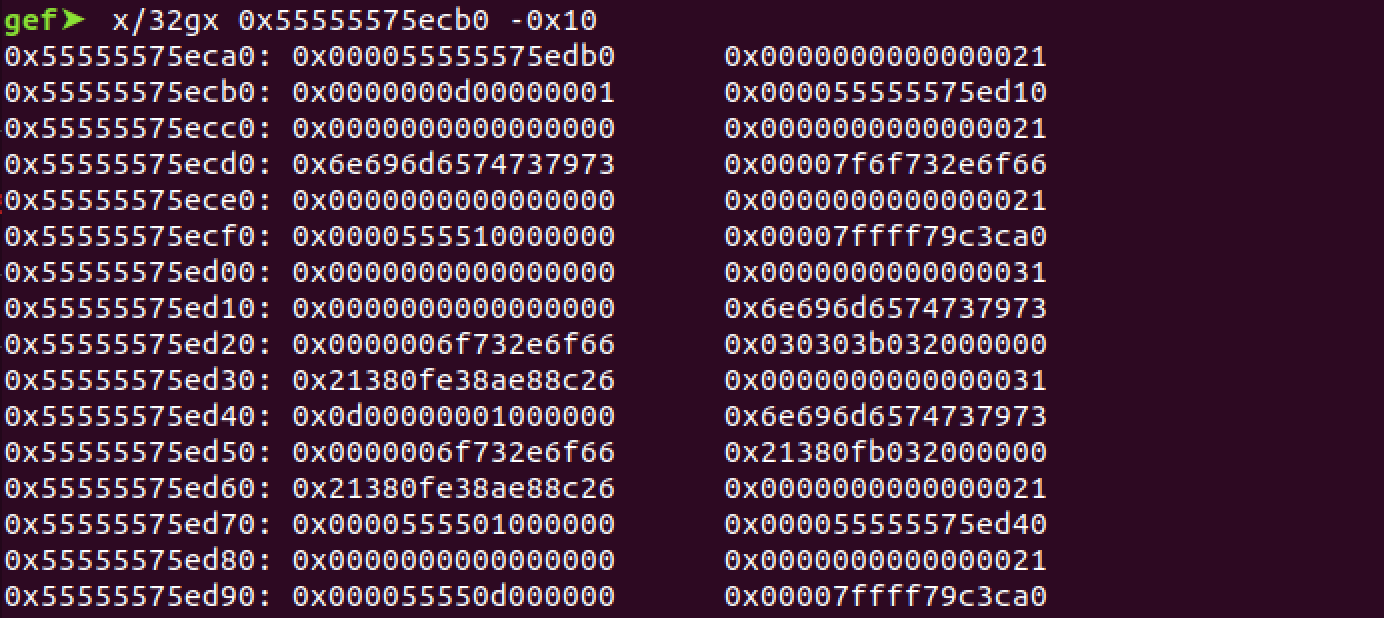 gef➤  x/32gx 0x55555575ecb0 -0x10
0x55555575eca0: 0x000055555575edb0 0x0000000000000021
0x55555575ecb0: 0x0000000d00000001 0x000055555575ed10
0x55555575ecc0: 0x0000000000000000 0x0000000000000021
0x55555575ecd0: 0x6e696d6574737973 0x00007f6f732e6f66
0x55555575ece0: 0x0000000000000000 0x0000000000000021
0x55555575ecf0: 0x0000555510000000 0x00007ffff79c3ca0
0x55555575ed00: 0x0000000000000000 0x0000000000000031
0x55555575ed10: 0x0000000000000000 0x6e696d6574737973
0x55555575ed20: 0x0000006f732e6f66 0x030303b032000000
0x55555575ed30: 0x21380fe38ae88c26 0x0000000000000031
0x55555575ed40: 0x0d00000001000000 0x6e696d6574737973
0x55555575ed50: 0x0000006f732e6f66 0x21380fb032000000
0x55555575ed60: 0x21380fe38ae88c26 0x0000000000000021
0x55555575ed70: 0x0000555501000000 0x000055555575ed40
0x55555575ed80: 0x0000000000000000 0x0000000000000021
0x55555575ed90: 0x000055550d000000 0x00007ffff79c3ca0